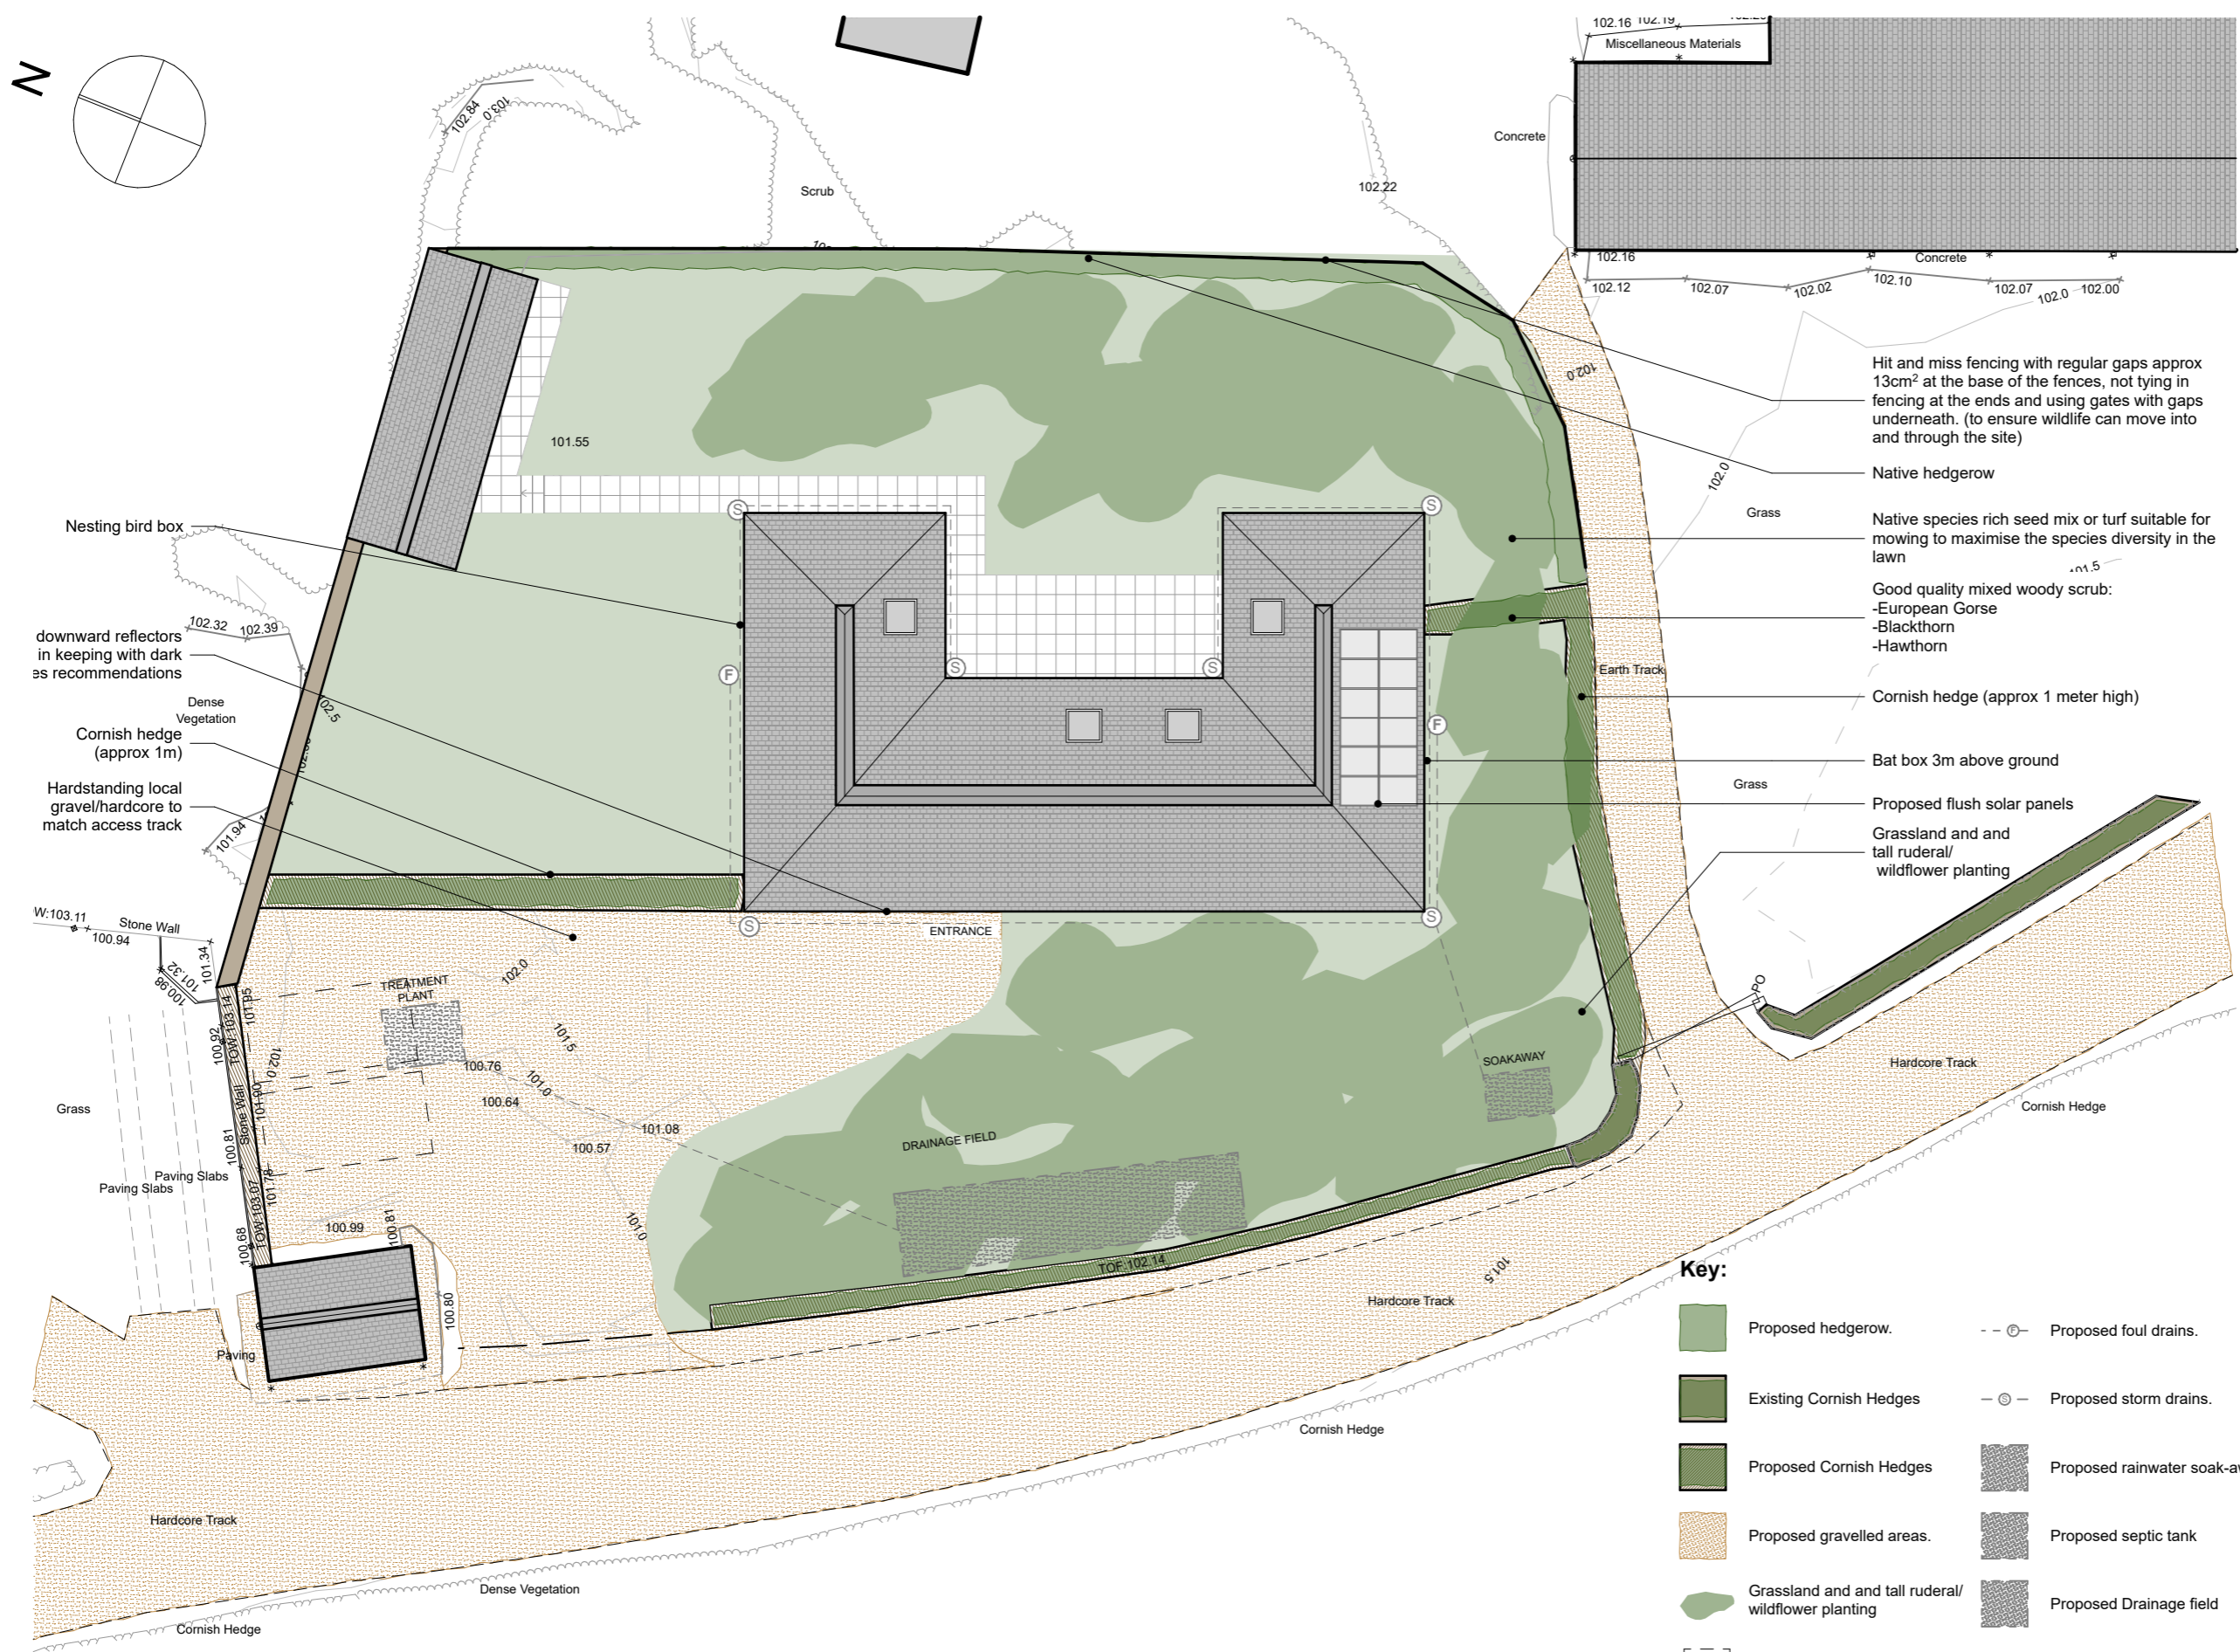 N
102.84
103.0
Scrub
102.22
102.16
102.19
Miscellaneous Materials
Concrete
102.16
Concrete
102.12
102.07
102.02
102.10
102.07
102.00
102.0
102.0
102.0
Hit and miss fencing with regular gaps approx
13cm² at the base of the fences, not tying in
fencing at the ends and using gates with gaps
underneath. (to ensure wildlife can move into
and through the site)
Native hedgerow
Grass
Native species rich seed mix or turf suitable for
mowing to maximise the species diversity in the
lawn
101.5
Good quality mixed woody scrub:
-European Gorse
-Blackthorn
-Hawthorn
Earth Track
Cornish hedge (approx 1 meter high)
Bat box 3m above ground
Grass
Proposed flush solar panels
Grassland and and
tall ruderal/
wildflower planting
101.55
Nesting bird box
S
S
S
S
F
F
S
S
102.32
102.39
downward reflectors
in keeping with dark
es recommendations
Dense
Vegetation
102.5
Cornish hedge
(approx 1m)
Hardstanding local
gravel/hardcore to
match access track
101.94
W:103.11
Stone Wall
100.94
101.34
101.32
100.98
ENTRANCE
102.0
TREATMENT
PLANT
101.95
TOW:103.14
100.92
102.0
101.5
100.76
101.0
100.64
101.08
100.57
Stone Wall
101.90
100.81
Grass
Paving Slabs
Paving Slabs
101.78
TOW:103.07
100.68
100.99
100.81
101.0
100.80
Paving
DRAINAGE FIELD
SOAKAWAY
TOF:102.14
PO
Hardcore Track
Cornish Hedge
101.5
Hardcore Track
Cornish Hedge
Hardcore Track
Dense Vegetation
Cornish Hedge
Key:
Proposed hedgerow.
Existing Cornish Hedges
Proposed Cornish Hedges
Proposed gravelled areas.
Grassland and and tall ruderal/
wildflower planting
F
Proposed foul drains.
S
Proposed storm drains.
Proposed rainwater soak-aw
Proposed septic tank
Proposed Drainage field